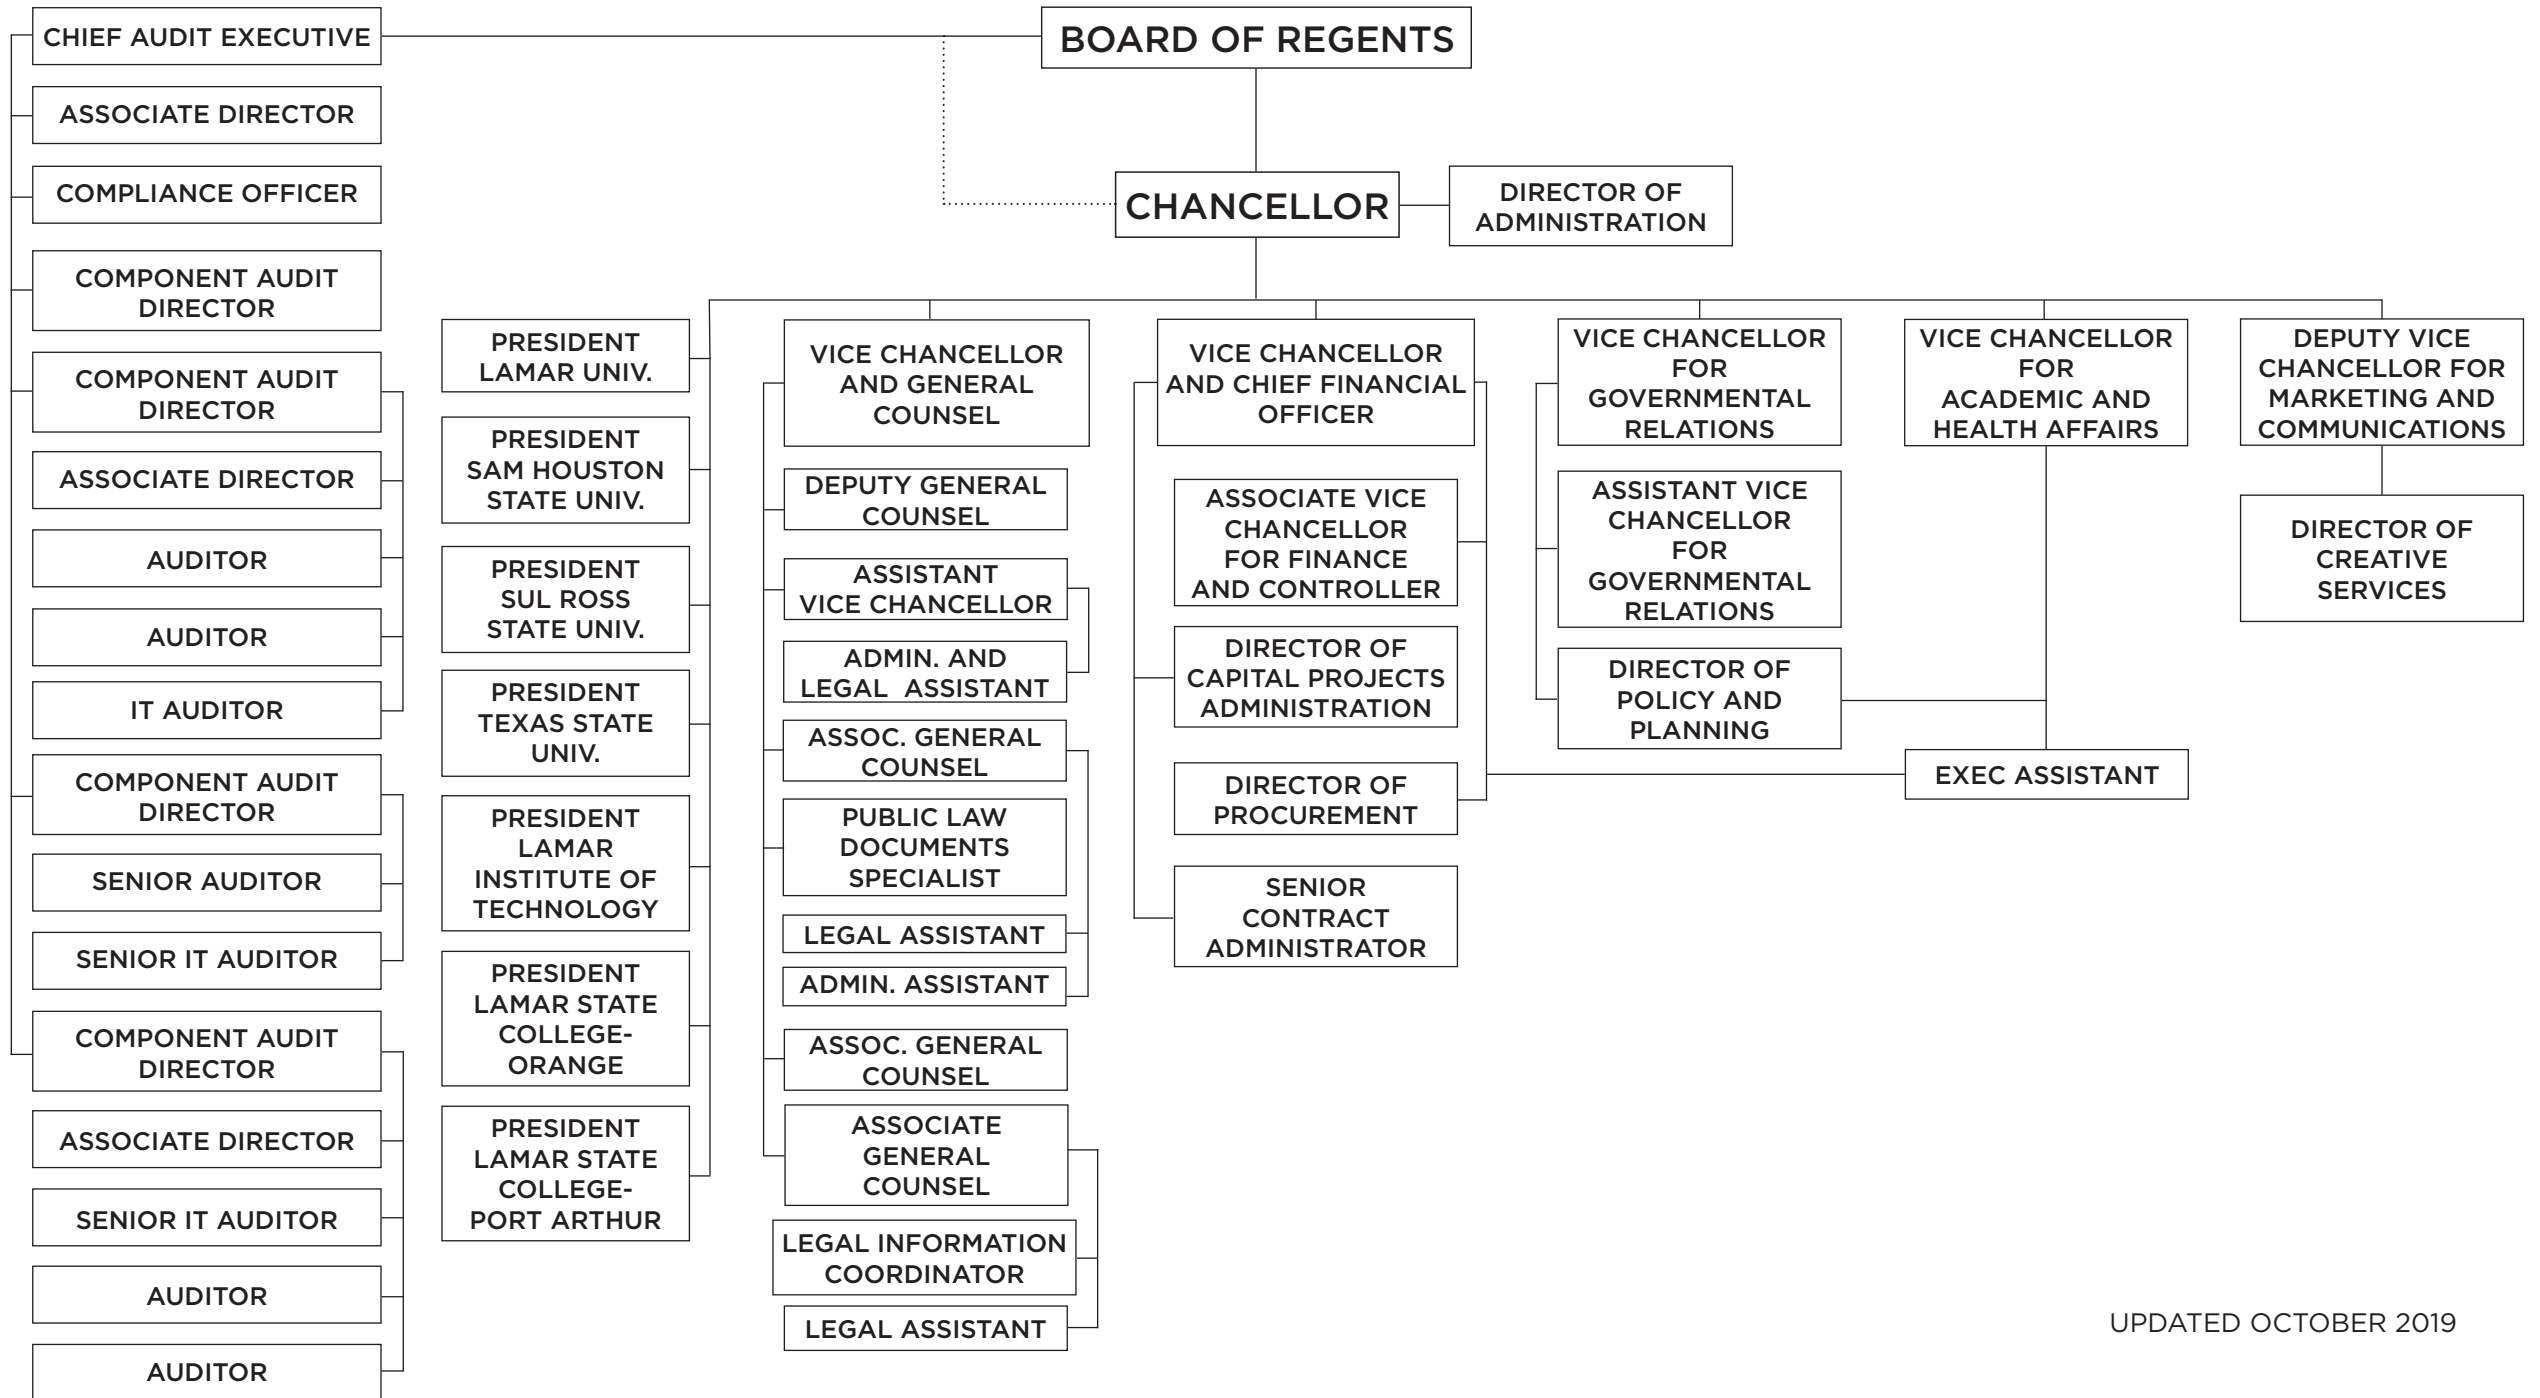 CHIEF AUDIT EXECUTIVE
ASSOCIATE DIRECTOR
COMPLIANCE OFFICER
COMPONENT AUDIT
DIRECTOR
COMPONENT AUDIT
DIRECTOR
ASSOCIATE DIRECTOR
AUDITOR
AUDITOR
IT AUDITOR
COMPONENT AUDIT
DIRECTOR
SENIOR AUDITOR
SENIOR IT AUDITOR
COMPONENT AUDIT
DIRECTOR
ASSOCIATE DIRECTOR
SENIOR IT AUDITOR
AUDITOR
AUDITOR
BOARD OF REGENTS
CHANCELLOR
DIRECTOR OF
ADMINISTRATION
PRESIDENT
LAMAR UNIV.
PRESIDENT
SAM HOUSTON
STATE UNIV.
PRESIDENT
SUL ROSS
STATE UNIV.
PRESIDENT
TEXAS STATE
UNIV.
PRESIDENT
LAMAR
INSTITUTE OF
TECHNOLOGY
PRESIDENT
LAMAR STATE
COLLEGE-
ORANGE
PRESIDENT
LAMAR STATE
COLLEGE-
PORT ARTHUR
VICE CHANCELLOR
AND GENERAL
COUNSEL
DEPUTY GENERAL
COUNSEL
ASSISTANT
VICE CHANCELLOR
ADMIN. AND
LEGAL ASSISTANT
ASSOC. GENERAL
COUNSEL
PUBLIC LAW
DOCUMENTS
SPECIALIST
LEGAL ASSISTANT
ADMIN. ASSISTANT
ASSOC. GENERAL
COUNSEL
ASSOCIATE
GENERAL
COUNSEL
LEGAL INFORMATION
COORDINATOR
LEGAL ASSISTANT
VICE CHANCELLOR
AND CHIEF FINANCIAL
OFFICER
ASSOCIATE VICE
CHANCELLOR
FOR FINANCE
AND CONTROLLER
DIRECTOR OF
CAPITAL PROJECTS
ADMINISTRATION
DIRECTOR OF
PROCUREMENT
SENIOR
CONTRACT
ADMINISTRATOR
VICE CHANCELLOR
FOR
GOVERNMENTAL
RELATIONS
ASSISTANT VICE
CHANCELLOR
FOR
GOVERNMENTAL
RELATIONS
DIRECTOR OF
POLICY AND
PLANNING
VICE CHANCELLOR
FOR
ACADEMIC AND
HEALTH AFFAIRS
EXEC ASSISTANT
DEPUTY VICE
CHANCELLOR FOR
MARKETING AND
COMMUNICATIONS
DIRECTOR OF
CREATIVE
SERVICES
UPDATED OCTOBER 2019